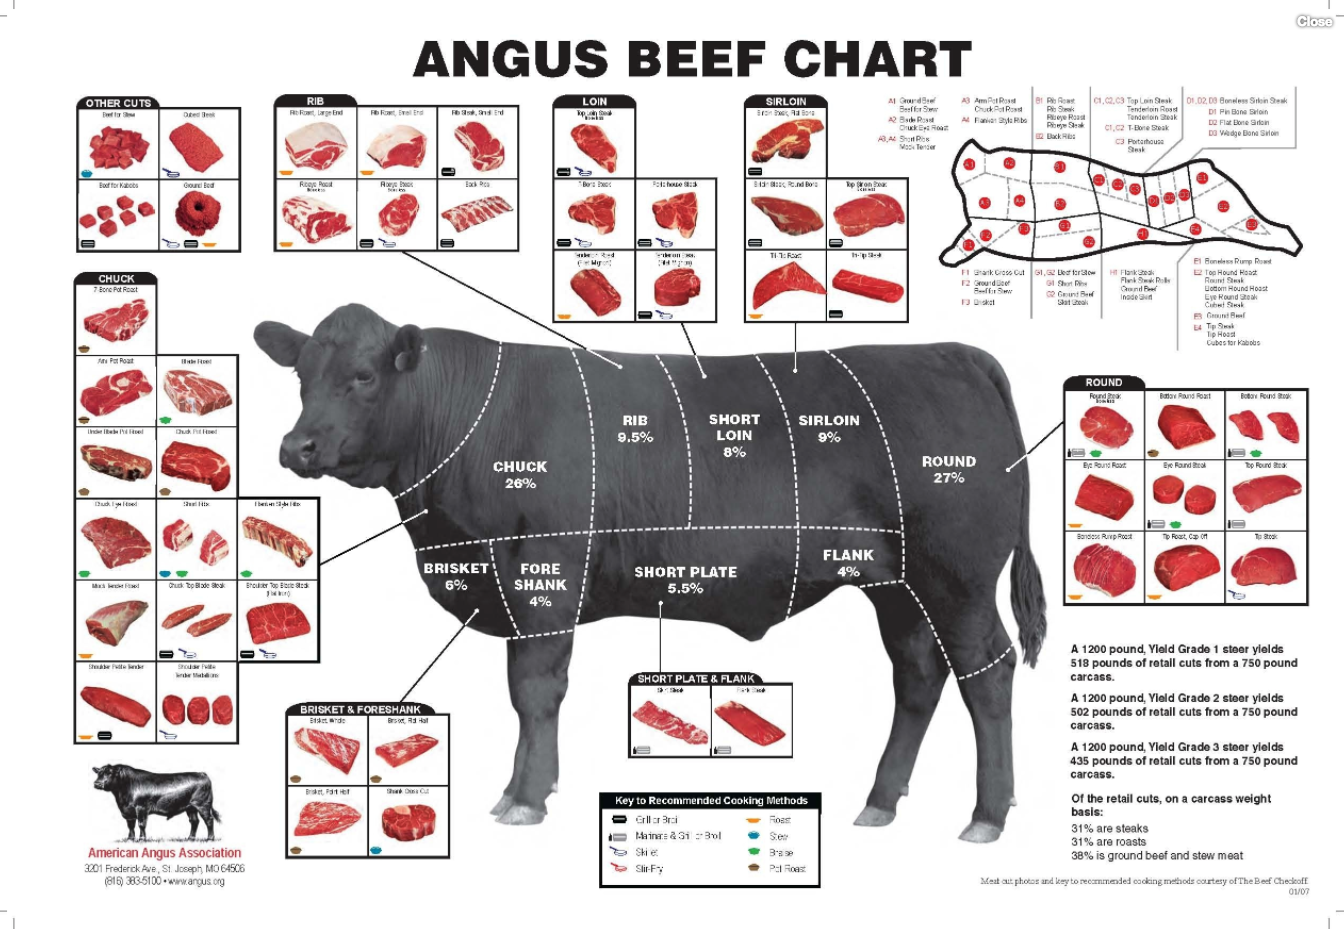 Close
ANGUS BEEF CHART
OTHER CUTS
Beef for Stew
Cubed Steak
Beef for Kabobs
Ground Beef
RIB
Rib Roast, Large End
Rib Roast, Small End
Rib Steak, Small End
Ribeye Roast
Ribeye Steak
Back Ribs
LOIN
Top Loin Steak
Boneless
T-Bone Steak
Porterhouse Steak
Tenderloin Roast
(Filet Mignon)
Tenderloin Steak
(Filet Mignon)
SIRLOIN
Sirloin Steak, Flat Bone
Sirloin Steak, Round Bone
Top Sirloin Steak
Tri-Tip Roast
Tri-Tip Steak
A1 Ground Beef
Beef for Stew
A2 Blade Roast
Chuck Eye Roast
A3, A4 Short Ribs
Mock Tender
A3 Arm Pot Roast
Chuck Pot Roast
A4 Flanken Style Ribs
B1 Rib Roast
Rib Steak
Ribeye Roast
Ribeye Steak
B2 Back Ribs
C1, C2, C3 Top Loin Steak
Tenderloin Roast
Tenderloin Steak
C1, C2 T-Bone Steak
C3 Porterhouse
Steak
D1, D2, D3 Boneless Sirloin Steak
D1 Pin Bone Sirloin
D2 Flat Bone Sirloin
D3 Wedge Bone Sirloin
F1 Shank Cross Cut
F2 Ground Beef
Beef for Stew
F3 Brisket
G1, G2 Beef for Stew
G1 Short Ribs
G2 Ground Beef
Skirt Steak
H1 Flank Steak
Flank Steak Rolls
Ground Beef
Inside Skirt
E1 Boneless Rump Roast
E2 Top Round Roast
Round Steak
Bottom Round Roast
Eye Round Steak
Cubed Steak
E3 Ground Beef
E4 Tip Steak
Tip Roast
Cubes for Kabobs
CHUCK
7-Bone Pot Roast
Arm Pot Roast
Blade Roast
Under Blade Pot Roast
Chuck Pot Roast
Chuck Eye Roast
Short Ribs
Flanken Style Ribs
Mock Tender Roast
Chuck Top Blade Steak
Shoulder Top Blade Steak
(Flat Iron)
Shoulder Petite Tender
Shoulder Petite
Tender Medallions
CHUCK
26%
RIB
9.5%
SHORT
LOIN
8%
SIRLOIN
9%
ROUND
27%
BRISKET
6%
FORE
SHANK
4%
SHORT PLATE
5.5%
FLANK
4%
ROUND
Round Steak
Boneless
Bottom Round Roast
Bottom Round Steak
Eye Round Roast
Eye Round Steak
Top Round Steak
Boneless Rump Roast
Tip Roast, Cap Off
Tip Steak
SHORT PLATE & FLANK
Skirt Steak
Flank Steak
BRISKET & FORESHANK
Brisket, Whole
Brisket, Flat Half
Brisket, Point Half
Shank Cross Cut
Key to Recommended Cooking Methods
Grill or Broil
Roast
Marinate & Grill or Broil
Stew
Skillet
Braise
Stir-Fry
Pot Roast
A 1200 pound, Yield Grade 1 steer yields
518 pounds of retail cuts from a 750 pound
carcass.
A 1200 pound, Yield Grade 2 steer yields
502 pounds of retail cuts from a 750 pound
carcass.
A 1200 pound, Yield Grade 3 steer yields
435 pounds of retail cuts from a 750 pound
carcass.
Of the retail cuts, on a carcass weight
basis:
31% are steaks
31% are roasts
38% is ground beef and stew meat
American Angus Association
3201 Frederick Ave., St. Joseph, MO 64506
(816) 383-5100 • www.angus.org
Meat cut photos and key to recommended cooking methods courtesy of The Beef Checkoff
01/07